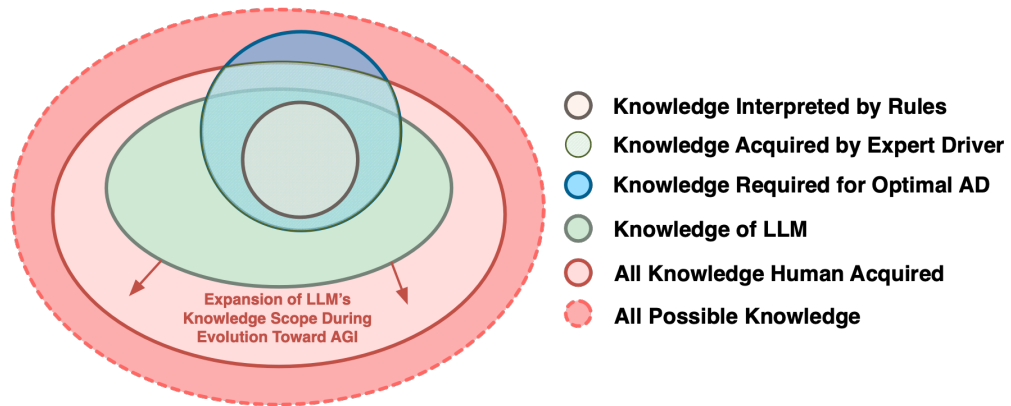 Knowledge Interpreted by Rules
Knowledge Acquired by Expert Driver
Knowledge Required for Optimal AD
Knowledge of LLM
All Knowledge Human Acquired
All Possible Knowledge
Expansion of LLM's
Knowledge Scope During
Evolution Toward AGI